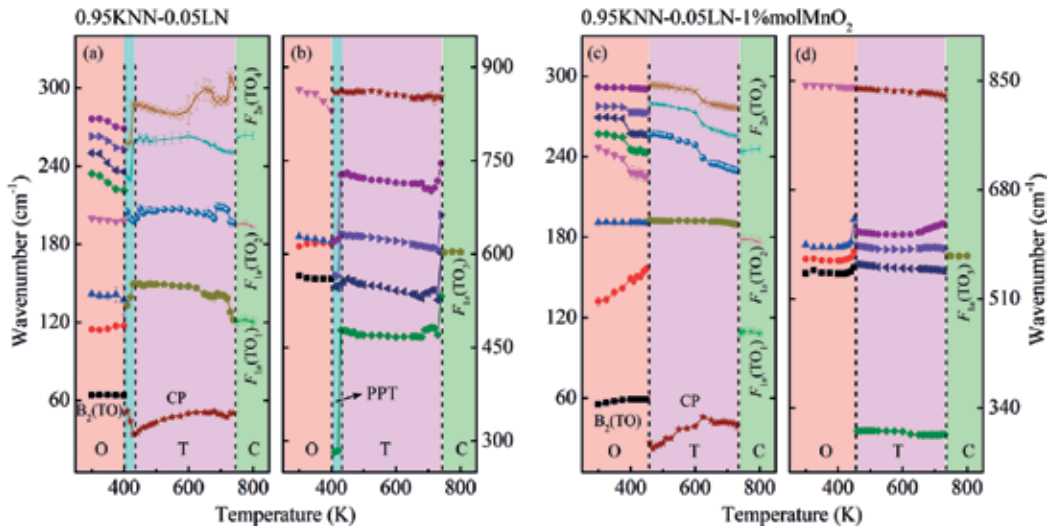 0.95KNN-0.05LN
0.95KNN-0.05LN-1%molMnO₂
(a)
(b)
(c)
(d)
Wavenumber (cm⁻¹)
300
240
180
120
60
900
750
600
450
300
300
240
180
120
60
850
680
510
340
Wavenumber (cm⁻¹)
F₂ᵤ(TO₄)
F₁ᵤ(TO₂)
F₁ᵤ(TO₁)
F₁ᵤ(TO₃)
F₂ᵤ(TO₄)
F₁ᵤ(TO₂)
F₁ᵤ(TO₁)
F₁ᵤ(TO₃)
B₂(TO)
CP
PPT
B₂(TO)
CP
O T C
O T C
O T C
O T C
400 600 800
400 600 800
400 600 800
400 600 800
Temperature (K)
Temperature (K)